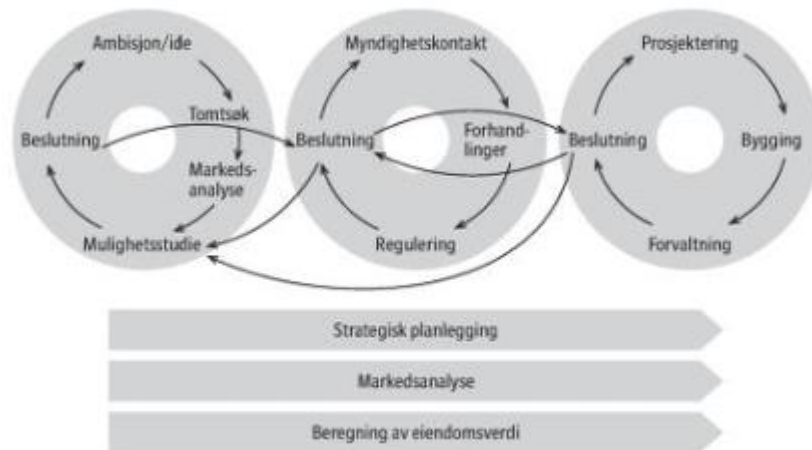 Ambisjon/ide
Tomtsøk
Markeds-
analyse
Mulighetsstudie
Beslutning
Myndighetskontakt
Forhand-
linger
Regulering
Beslutning
Prosjektering
Bygging
Forvaltning
Beslutning
Strategisk planlegging
Markedsanalyse
Beregning av eiendomsverdi